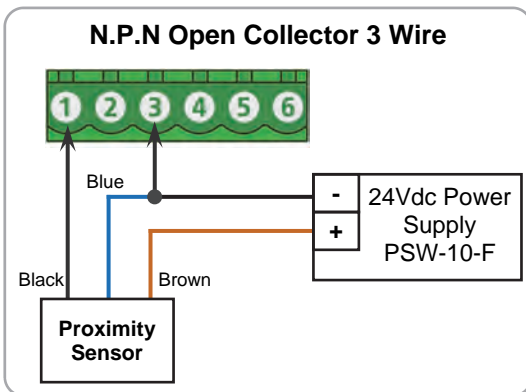 N.P.N Open Collector 3 Wire
1 2 3 4 5 6
Blue
- 24Vdc Power
Supply
+ PSW-10-F
Black
Brown
Proximity
Sensor